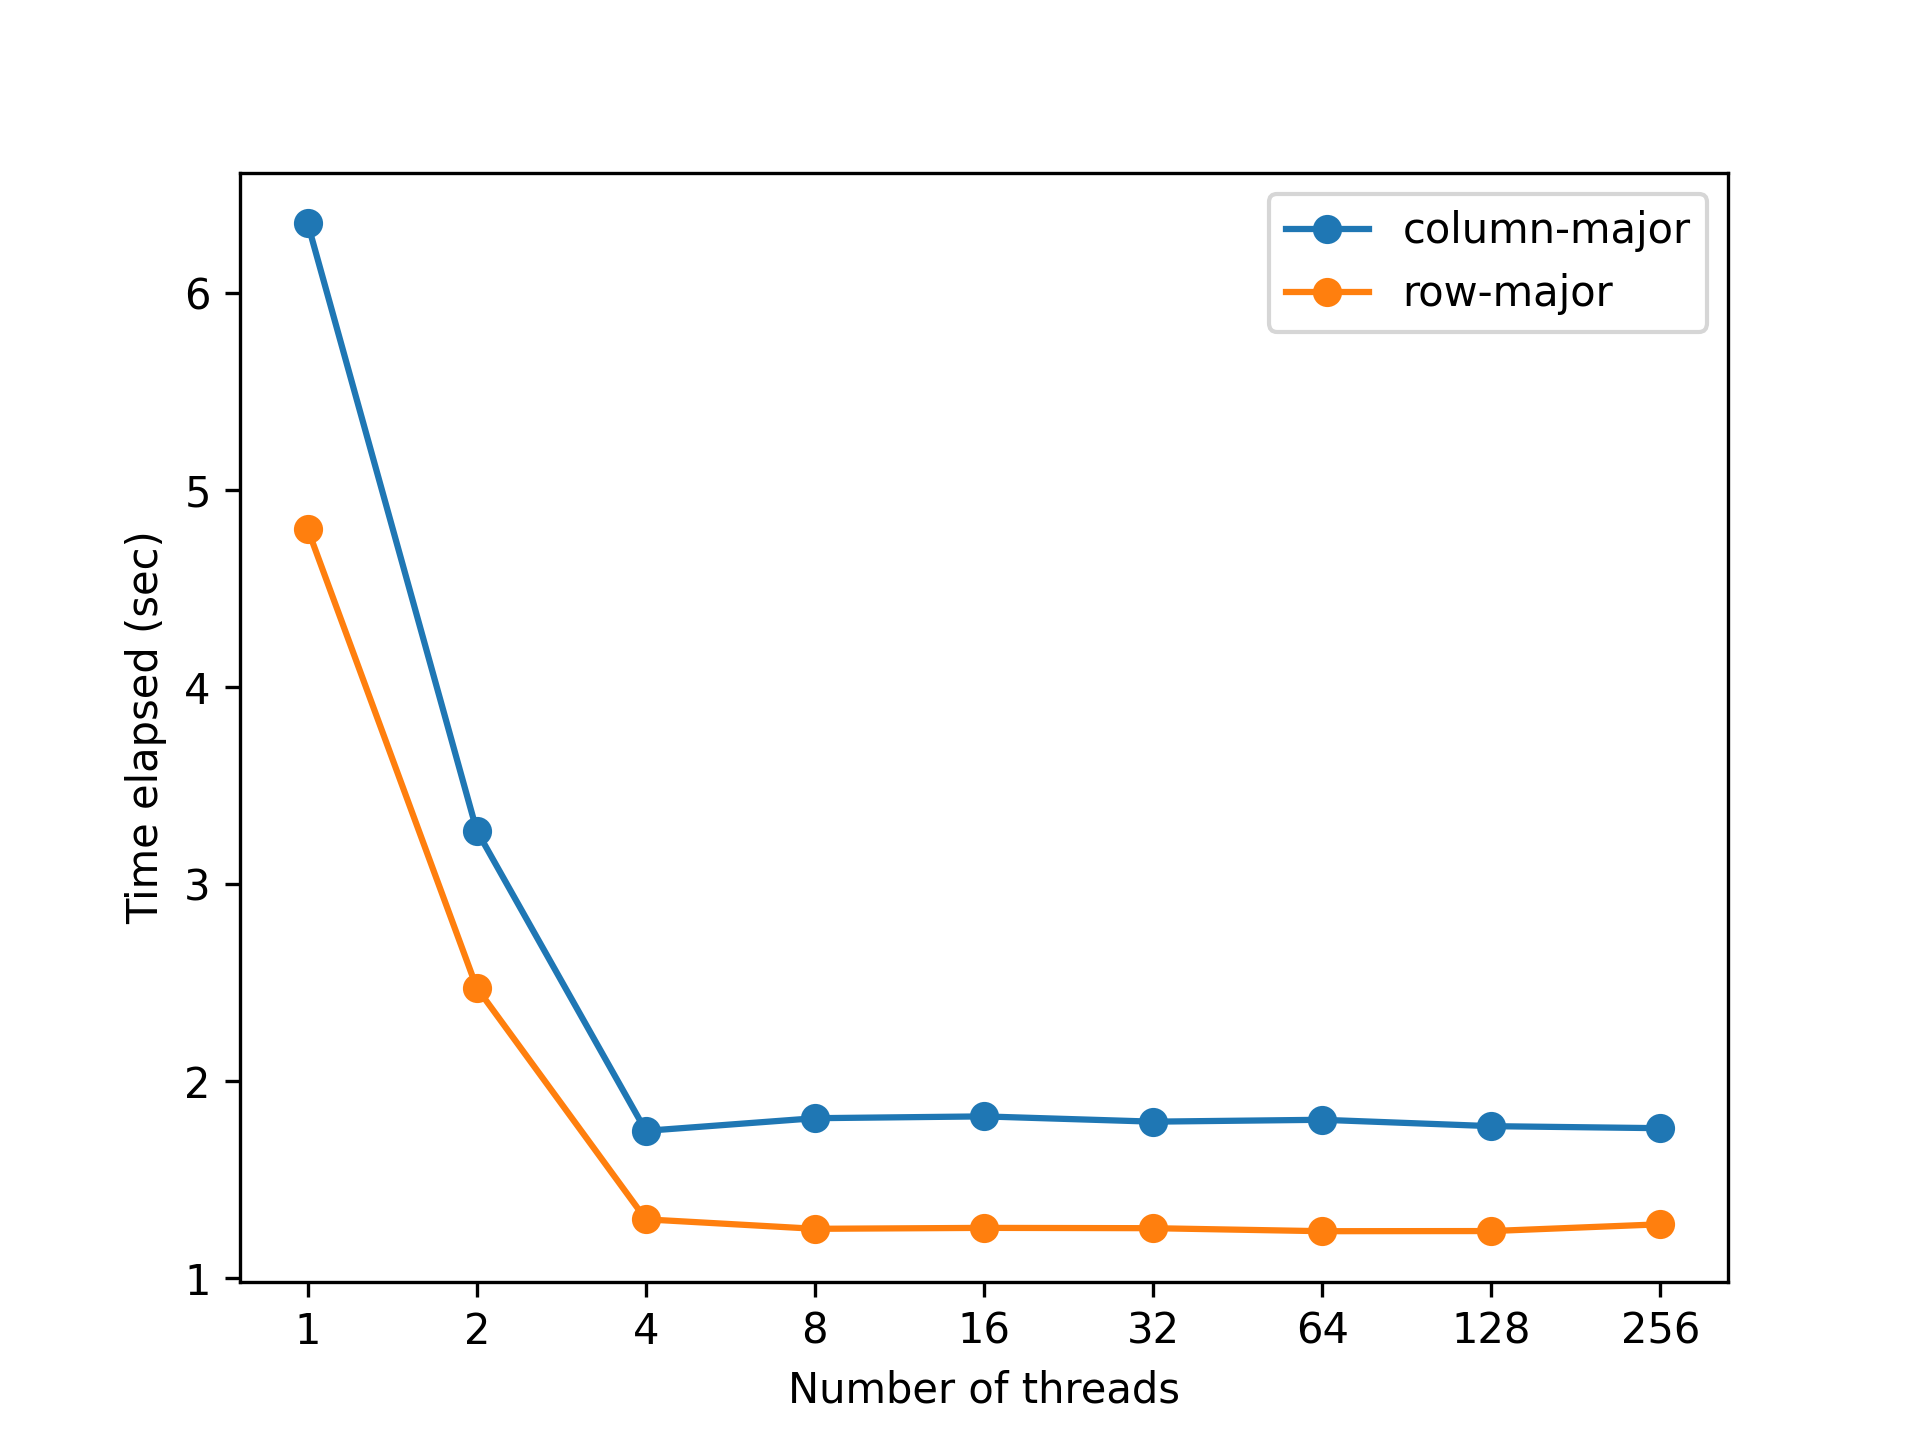 column-major
row-major
6
5
4
3
2
1
Time elapsed (sec)
1 2 4 8 16 32 64 128 256
Number of threads